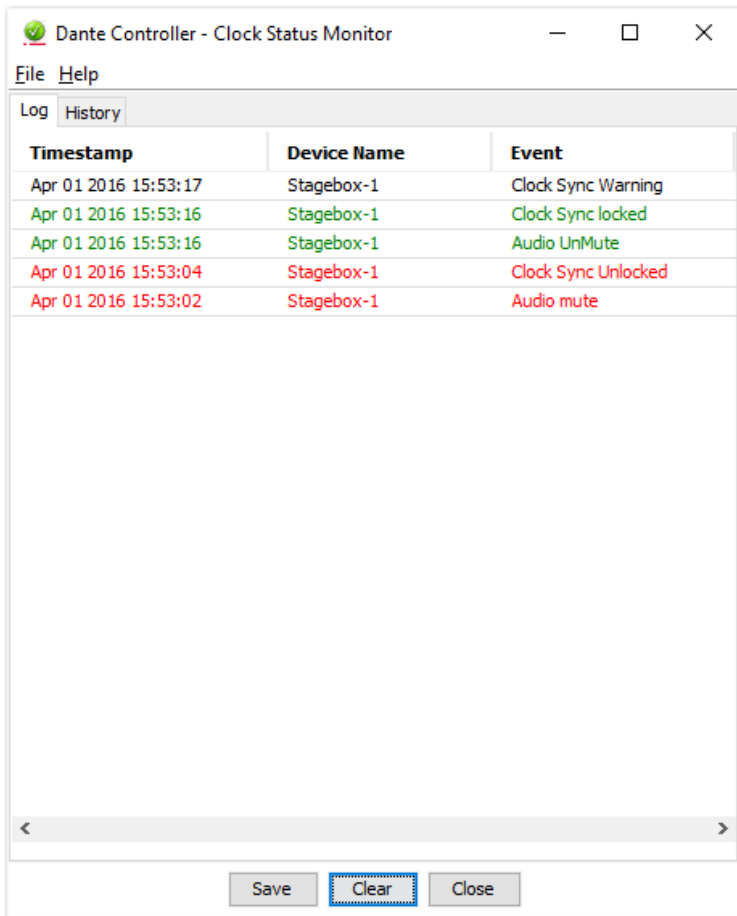 Dante Controller - Clock Status Monitor
File Help
Log History
Timestamp Device Name Event
Apr 01 2016 15:53:17 Stagebox-1 Clock Sync Warning
Apr 01 2016 15:53:16 Stagebox-1 Clock Sync locked
Apr 01 2016 15:53:16 Stagebox-1 Audio UnMute
Apr 01 2016 15:53:04 Stagebox-1 Clock Sync Unlocked
Apr 01 2016 15:53:02 Stagebox-1 Audio mute
Save Clear Close